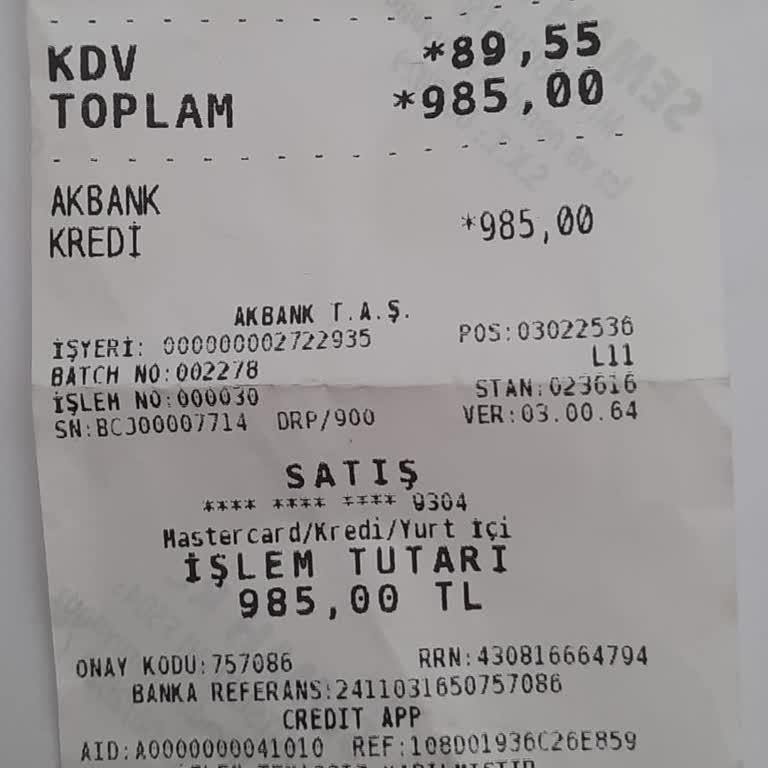 KDV *89,55
TOPLAM *985,00
AKBANK
KREDİ *985,00
AKBANK T.A.Ş.
İŞYERİ: 000000002722935 POS:03022536
L11
BATCH NO:002278
İŞLEM NO:000030 STAN:023616
SN:BCJ00007714 DRP/900 VER:03.00.64
SATIŞ
**** **** **** 9304
Mastercard/Kredi/Yurt İçi
İŞLEM TUTARI
985,00 TL
ONAY KODU:757086 RRN:430816664794
BANKA REFERANS:2411031650757086
CREDIT APP
AID:A0000000041010 REF:108D01936C26E859